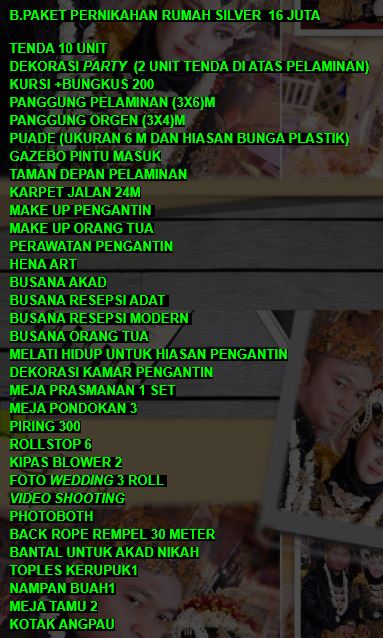 B.PAKET PERNIKAHAN RUMAH SILVER 16 JUTA
TENDA 10 UNIT
DEKORASI PARTY (2 UNIT TENDA DI ATAS PELAMINAN)
KURSI +BUNGKUS 200
PANGGUNG PELAMINAN (3X6)M
PANGGUNG ORGEN (3X4)M
PUADE (UKURAN 6 M DAN HIASAN BUNGA PLASTIK)
GAZEBO PINTU MASUK
TAMAN DEPAN PELAMINAN
KARPET JALAN 24M
MAKE UP PENGANTIN
MAKE UP ORANG TUA
PERAWATAN PENGANTIN
HENA ART
BUSANA AKAD
BUSANA RESEPSI ADAT
BUSANA RESEPSI MODERN
BUSANA ORANG TUA
MELATI HIDUP UNTUK HIASAN PENGANTIN
DEKORASI KAMAR PENGANTIN
MEJA PRASMANAN 1 SET
MEJA PONDOKAN 3
PIRING 300
ROLLSTOP 6
KIPAS BLOWER 2
FOTO WEDDING 3 ROLL
VIDEO SHOOTING
PHOTOBOTH
BACK ROPE REMPEL 30 METER
BANTAL UNTUK AKAD NIKAH
TOPLES KERUPUK1
NAMPAN BUAH1
MEJA TAMU 2
KOTAK ANGPAU